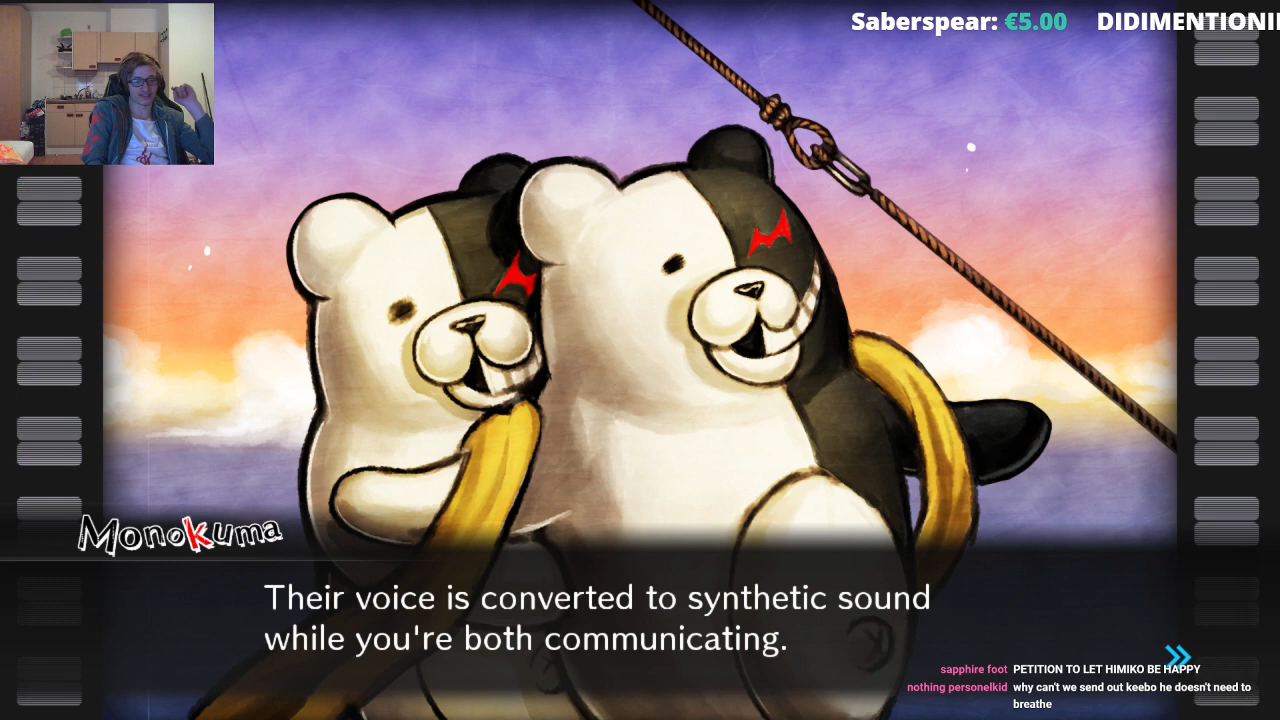 Saberspear: €5.00 DIDIMENTIONI
Monokuma
Their voice is converted to synthetic sound
while you're both communicating.
sapphire foot PETITION TO LET HIMIKO BE HAPPY
nothing personelkid why can't we send out keebo he doesn't need to
breathe